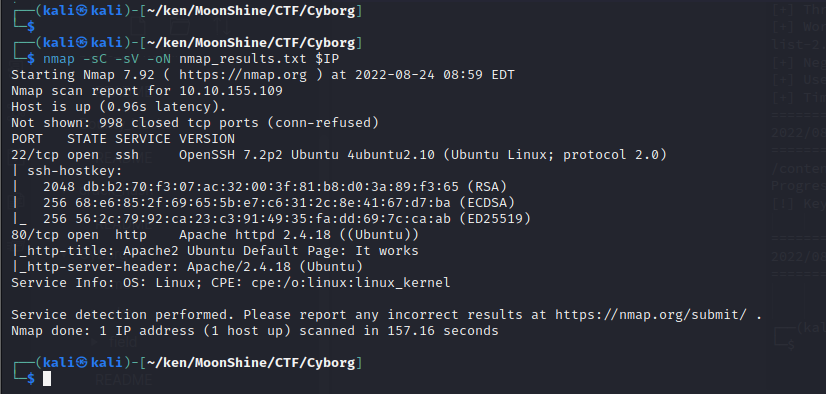 ┌──(kali㉿kali)-[~/ken/MoonShine/CTF/Cyborg]
└─$
┌──(kali㉿kali)-[~/ken/MoonShine/CTF/Cyborg]
└─$ nmap -sC -sV -oN nmap_results.txt $IP
Starting Nmap 7.92 ( https://nmap.org ) at 2022-08-24 08:59 EDT
Nmap scan report for 10.10.155.109
Host is up (0.96s latency).
Not shown: 998 closed tcp ports (conn-refused)
PORT   STATE SERVICE VERSION
22/tcp open  ssh     OpenSSH 7.2p2 Ubuntu 4ubuntu2.10 (Ubuntu Linux; protocol 2.0)
| ssh-hostkey:
|   2048 db:b2:70:f3:07:ac:32:00:3f:81:b8:d0:3a:89:f3:65 (RSA)
|   256 68:e6:85:2f:69:65:5b:e7:c6:31:2c:8e:41:67:d7:ba (ECDSA)
|_  256 56:2c:79:92:ca:23:c3:91:49:35:fa:dd:69:7c:ca:ab (ED25519)
80/tcp open  http    Apache httpd 2.4.18 ((Ubuntu))
|_http-title: Apache2 Ubuntu Default Page: It works
|_http-server-header: Apache/2.4.18 (Ubuntu)
Service Info: OS: Linux; CPE: cpe:/o:linux:linux_kernel
Service detection performed. Please report any incorrect results at https://nmap.org/submit/ .
Nmap done: 1 IP address (1 host up) scanned in 157.16 seconds
┌──(kali㉿kali)-[~/ken/MoonShine/CTF/Cyborg]
└─$
field
README